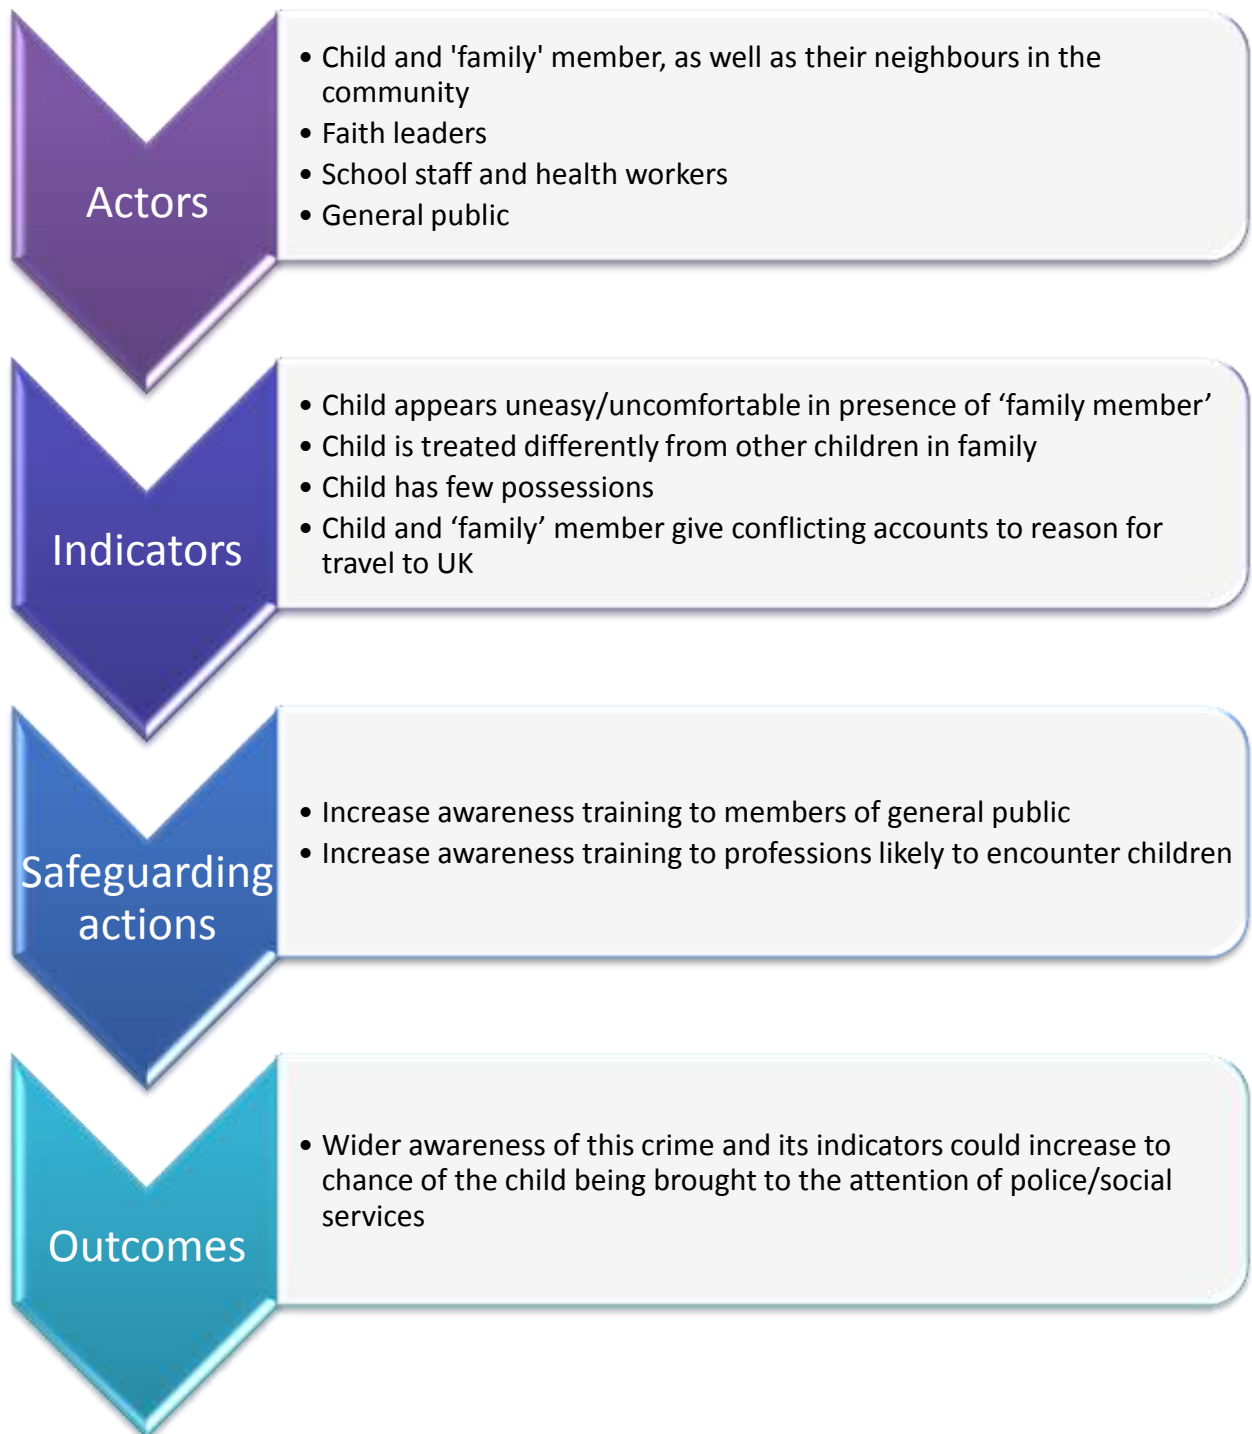 Actors
• Child and 'family' member, as well as their neighbours in the
community
• Faith leaders
• School staff and health workers
• General public
Indicators
• Child appears uneasy/uncomfortable in presence of ‘family member’
• Child is treated differently from other children in family
• Child has few possessions
• Child and ‘family’ member give conflicting accounts to reason for
travel to UK
Safeguarding
actions
• Increase awareness training to members of general public
• Increase awareness training to professions likely to encounter children
Outcomes
• Wider awareness of this crime and its indicators could increase to
chance of the child being brought to the attention of police/social
services